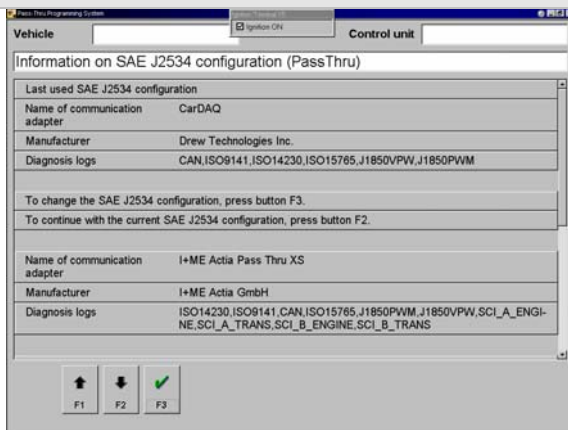 Pass-Thru Programming System
Ignition ON
Vehicle
Control unit
Information on SAE J2534 configuration (PassThru)
Last used SAE J2534 configuration
Name of communication
adapter
CarDAQ
Manufacturer
Drew Technologies Inc.
Diagnosis logs
CAN,ISO9141,ISO14230,ISO15765,J1850VPW,J1850PWM
To change the SAE J2534 configuration, press button F3.
To continue with the current SAE J2534 configuration, press button F2.
Name of communication
adapter
I+ME Actia Pass Thru XS
Manufacturer
I+ME Actia GmbH
Diagnosis logs
ISO14230,ISO9141,CAN,ISO15765,J1850PWM,J1850VPW,SCI_A_ENGI-
NE,SCI_A_TRANS,SCI_B_ENGINE,SCI_B_TRANS
F1
F2
F3